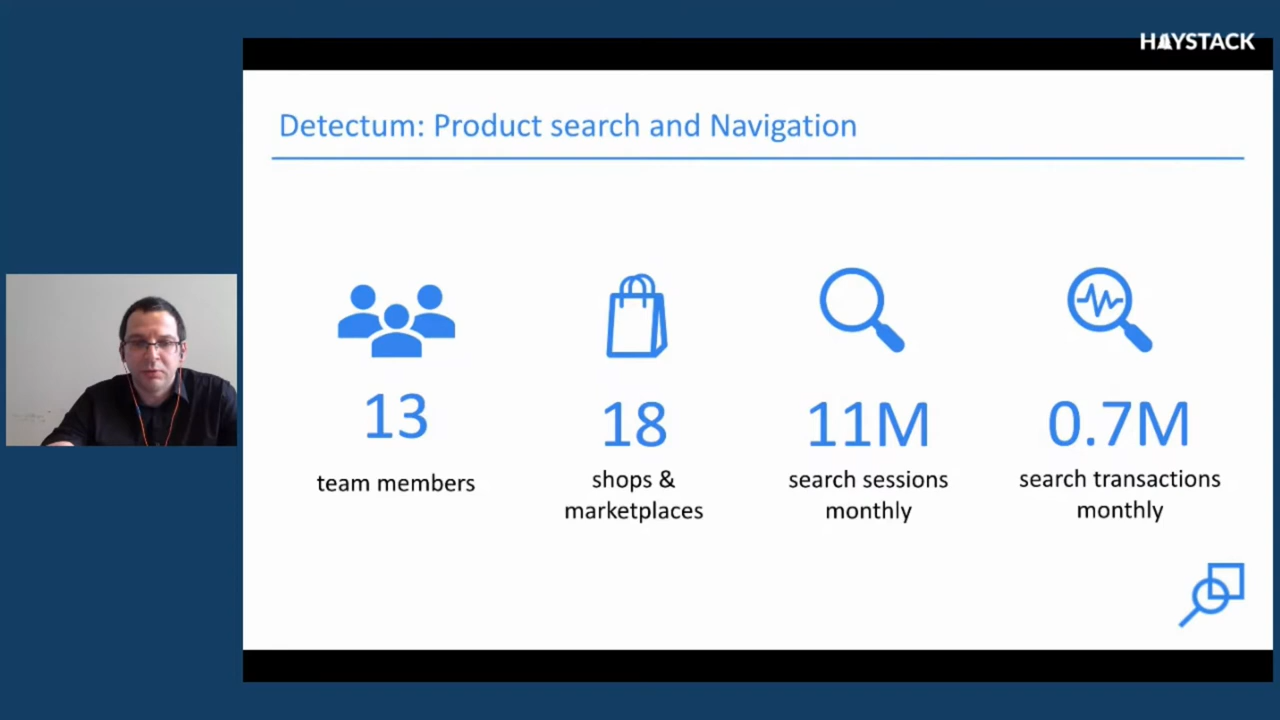 HAYSTACK
Detectum: Product search and Navigation
13
team members
18
shops &
marketplaces
11M
search sessions
monthly
0.7M
search transactions
monthly